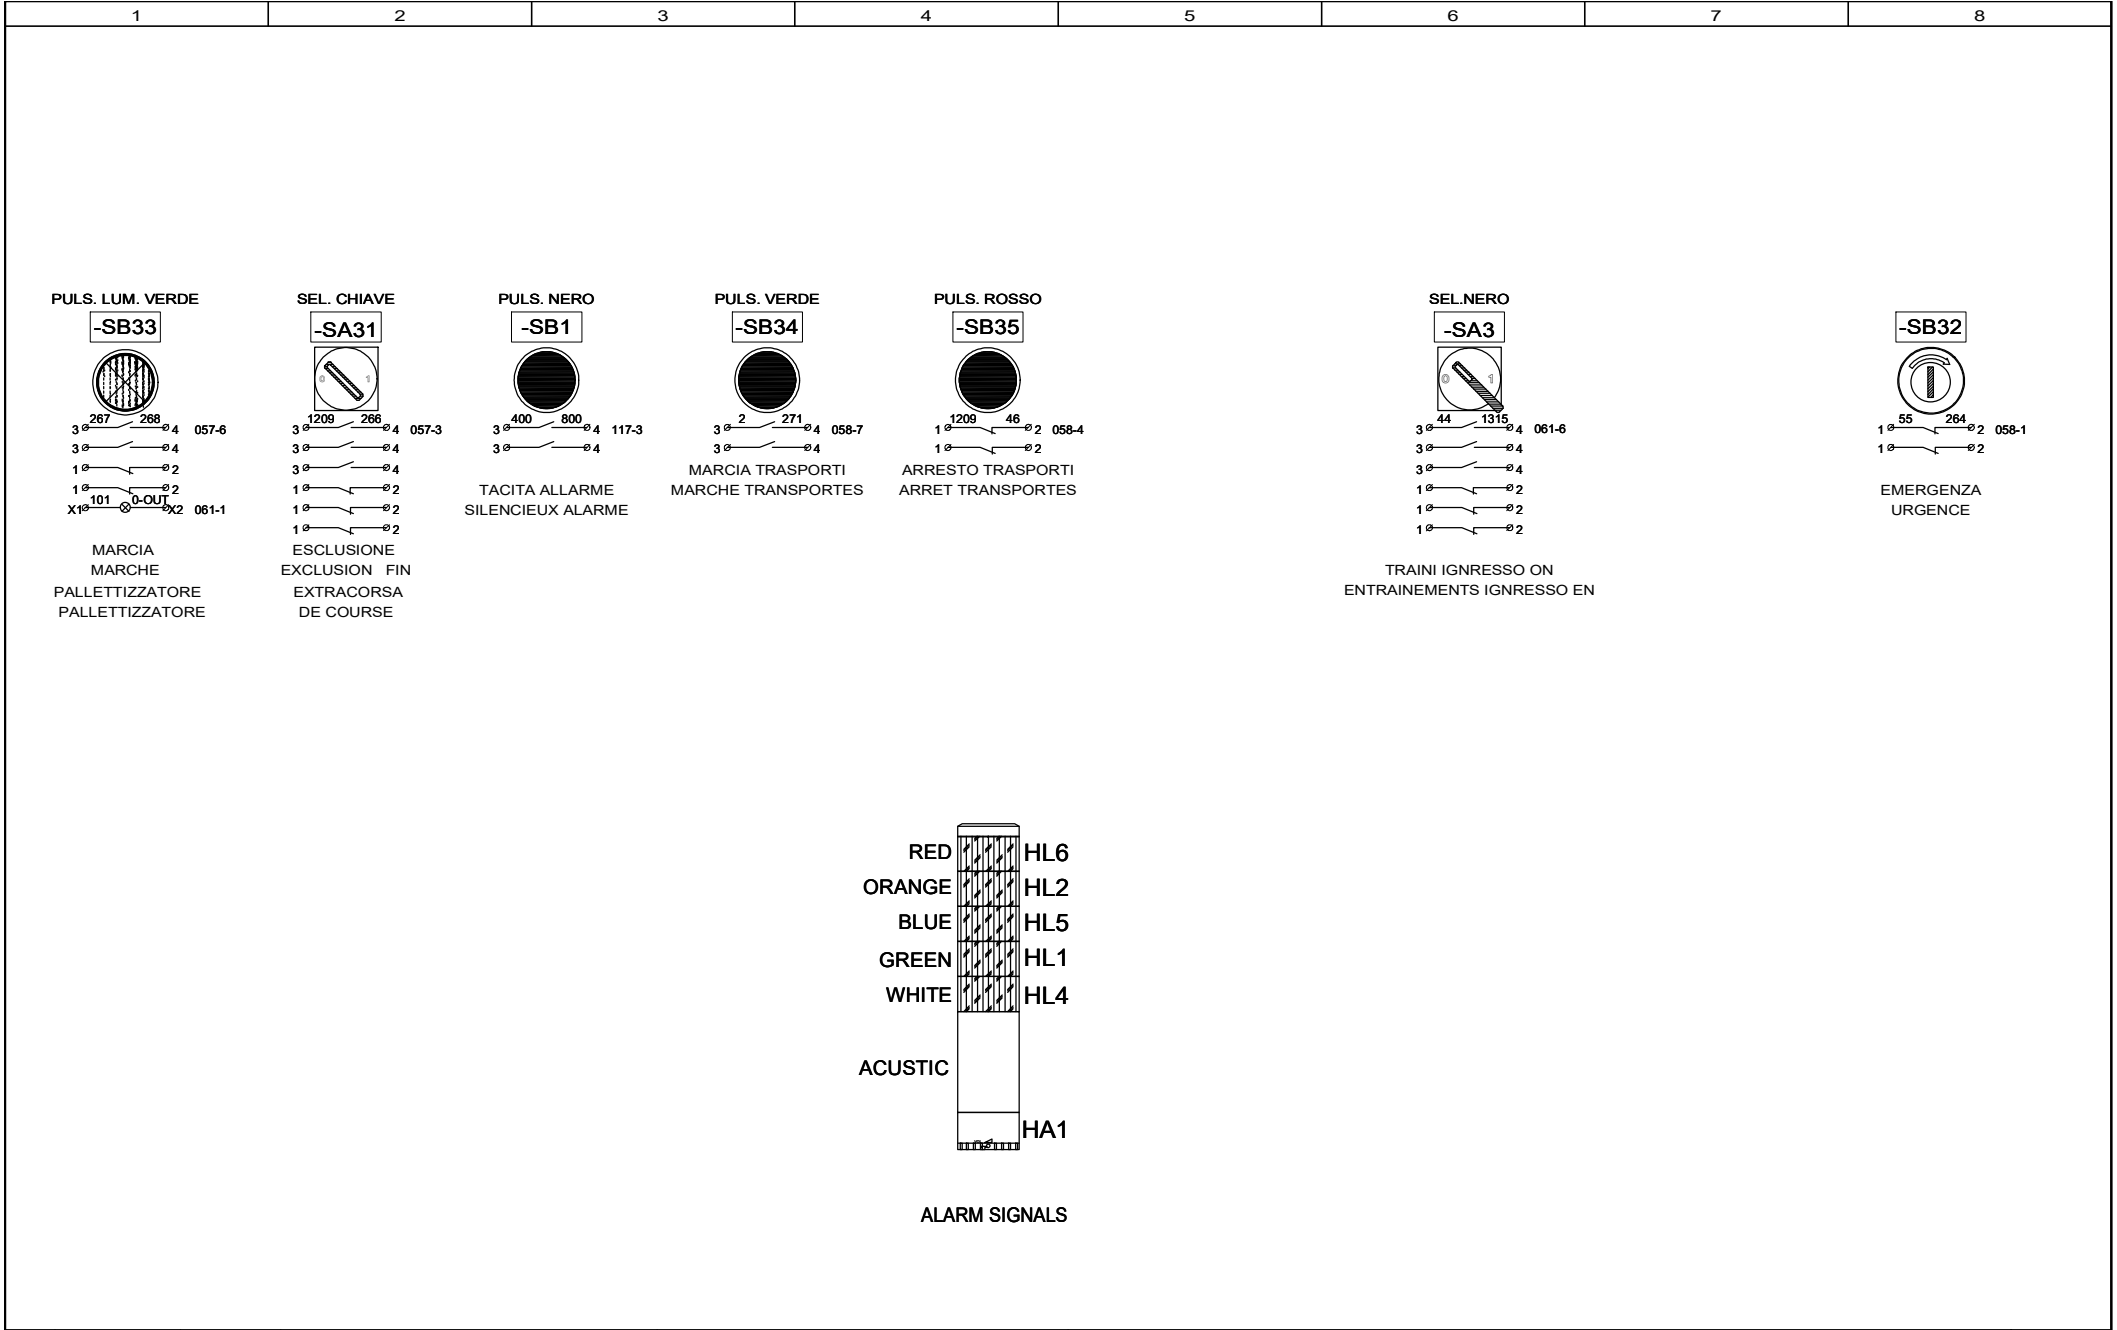 1 2 3 4 5 6 7 8
PULS. LUM. VERDE
-SB33
267 268
3 4 057-6
3 4
1 2
1 2
101 0-OUT
X1 X2 061-1
MARCIA
MARCHE
PALLETTIZZATORE
PALLETTIZZATORE
SEL. CHIAVE
-SA31
0 1
1209 266
3 4 057-3
3 4
3 4
1 2
1 2
1 2
ESCLUSIONE
EXCLUSION FIN
EXTRACORSA
DE COURSE
PULS. NERO
-SB1
400 800
3 4 117-3
3 4
TACITA ALLARME
SILENCIEUX ALARME
PULS. VERDE
-SB34
2 271
3 4 058-7
3 4
MARCIA TRASPORTI
MARCHE TRANSPORTES
PULS. ROSSO
-SB35
1209 46
1 2 058-4
1 2
ARRESTO TRASPORTI
ARRET TRANSPORTES
SEL.NERO
-SA3
0 1
44 1315
3 4 061-6
3 4
3 4
1 2
1 2
1 2
TRAINI IGNRESSO ON
ENTRAINEMENTS IGNRESSO EN
-SB32
55 264
1 2 058-1
1 2
EMERGENZA
URGENCE
RED HL6
ORANGE HL2
BLUE HL5
GREEN HL1
WHITE HL4
ACUSTIC
HA1
ALARM SIGNALS